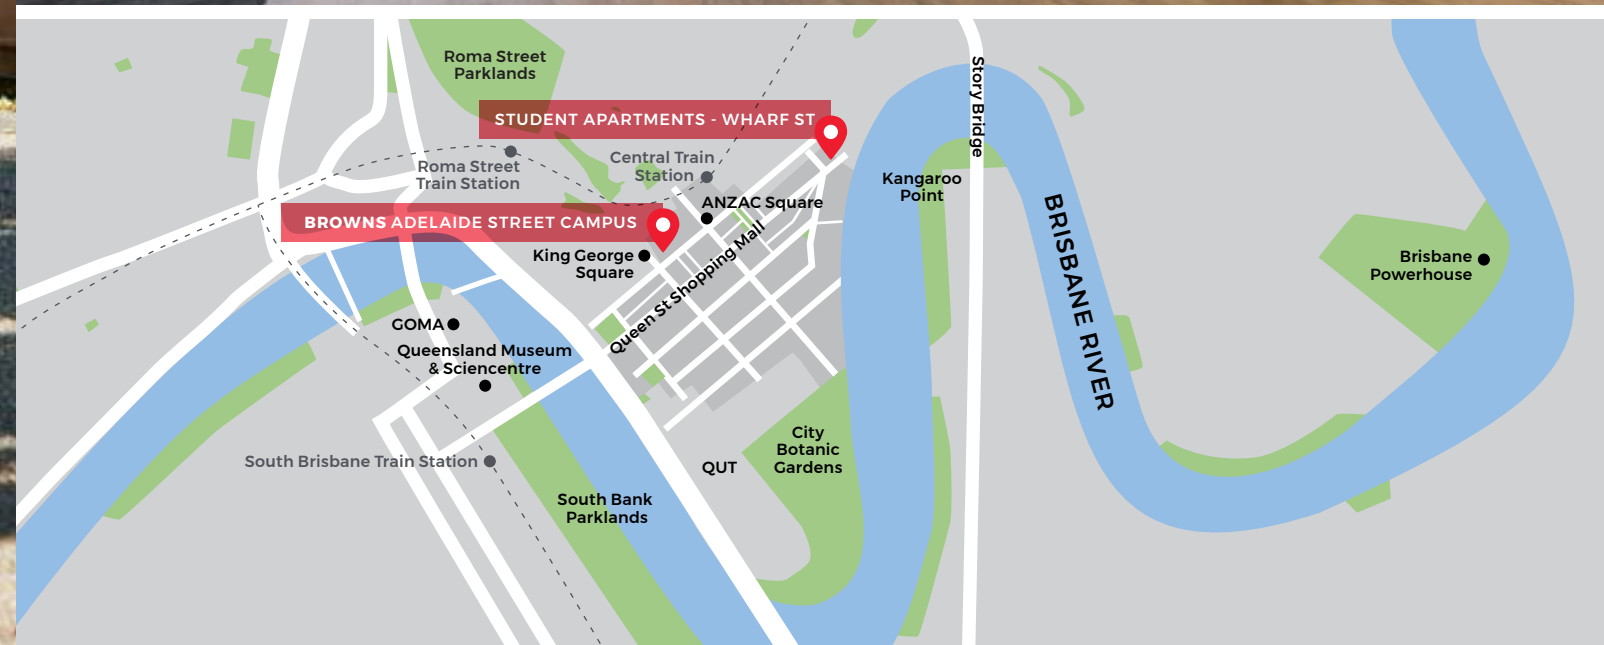 Roma Street
Parklands
STUDENT APARTMENTS - WHARF ST
Story Bridge
Roma Street
Train Station
Central Train
Station
Kangaroo
Point
ANZAC Square
BROWNS ADELAIDE STREET CAMPUS
King George
Square
Queen St Shopping Mall
BRISBANE RIVER
Brisbane
Powerhouse
GOMA
Queensland Museum
& Sciencentre
South Brisbane Train Station
QUT
City
Botanic
Gardens
South Bank
Parklands